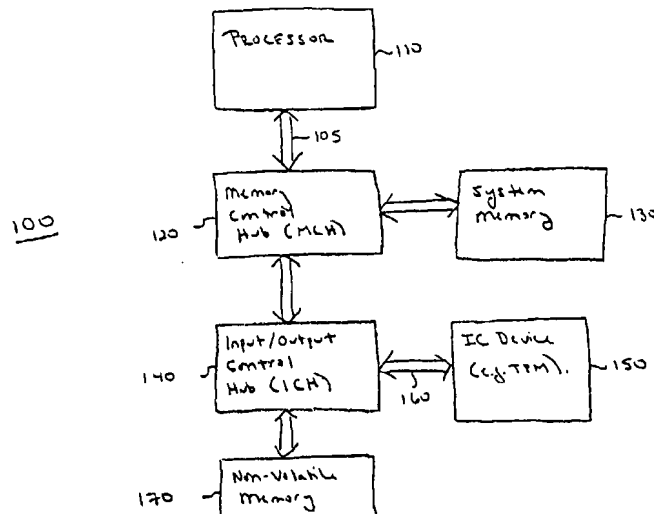 PROCESSOR
110
105
Memory
Control
Hub (MCH)
120
System
Memory
130
100
Input/Output
Control
Hub (ICH)
140
IC Device
(e.g. TPM).
150
160
Non-Volatile
Memory
170